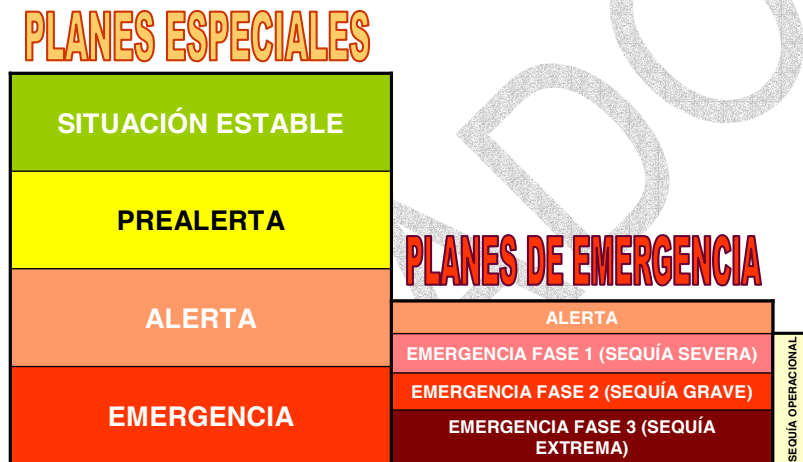 PLANES ESPECIALES
SITUACIÓN ESTABLE
PREALERTA
ALERTA
EMERGENCIA
PLANES DE EMERGENCIA
ALERTA
EMERGENCIA FASE 1 (SEQUÍA SEVERA)
EMERGENCIA FASE 2 (SEQUÍA GRAVE)
EMERGENCIA FASE 3 (SEQUÍA
EXTREMA)
SEQUÍA OPERACIONAL